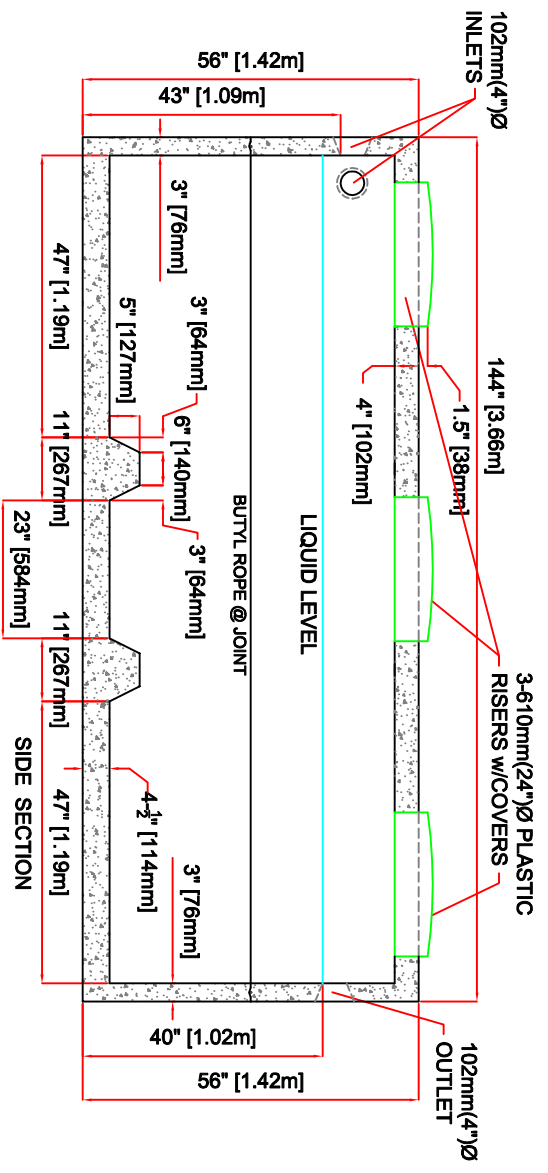 102mm(4")Ø
INLETS
56" [1.42m]
43" [1.09m]
144" [3.66m]
1.5" [38mm]
4" [102mm]
3-610mm(24")Ø PLASTIC
RISERS w/COVERS
LIQUID LEVEL
BUTYL ROPE @ JOINT
3" [76mm]
3" [64mm]
5" [127mm]
6" [140mm]
3" [64mm]
47" [1.19m]
11" [267mm]
23" [584mm]
11" [267mm]
47" [1.19m]
4-½" [114mm]
3" [76mm]
SIDE SECTION
40" [1.02m]
56" [1.42m]
102mm(4")Ø
OUTLET